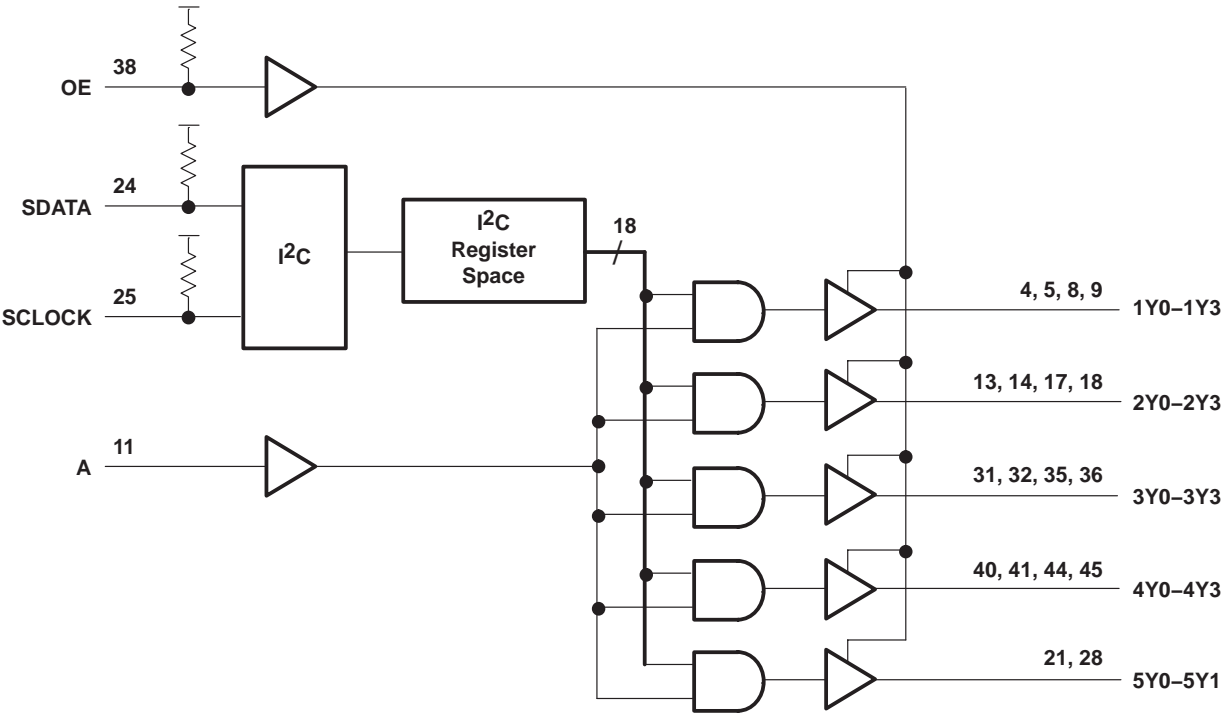 38
OE
24
SDATA
I2C
I2C
Register
Space
18
25
SCLOCK
4, 5, 8, 9
1Y0–1Y3
13, 14, 17, 18
2Y0–2Y3
11
A
31, 32, 35, 36
3Y0–3Y3
40, 41, 44, 45
4Y0–4Y3
21, 28
5Y0–5Y1